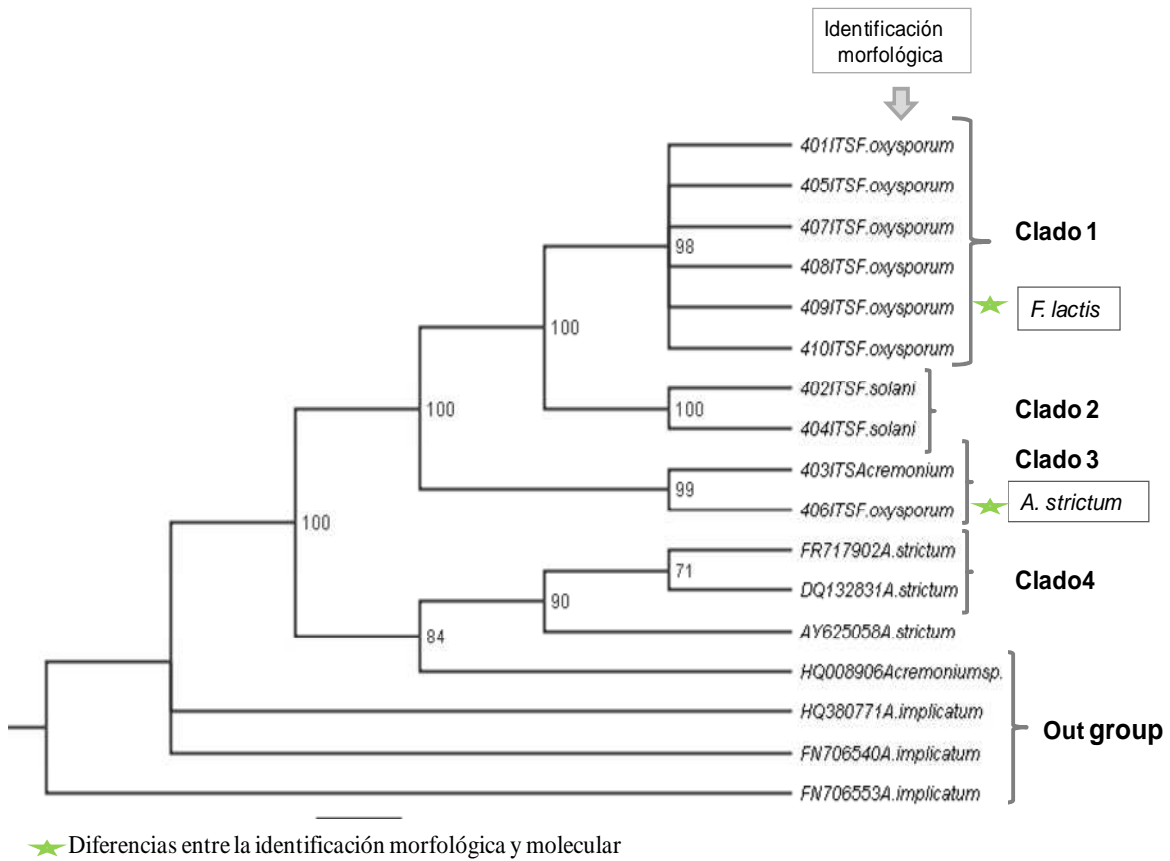 Identificación
morfológica
401ITSF.oxysporum
405ITSF.oxysporum
407ITSF.oxysporum
Clado 1
98
408ITSF.oxysporum
409ITSF.oxysporum
F. lactis
100
410ITSF.oxysporum
402ITSF.solani
100
100
Clado 2
404ITSF.solani
Clado 3
403ITSAcremonium
99
406ITSF.oxysporum
A. strictum
100
FR717902A.strictum
71
DQ132831A.strictum
Clado4
90
AY625058A.strictum
84
HQ008906Acremoniumsp.
HQ380771A.implicatum
Out group
FN706540A.implicatum
FN706553A.implicatum
Diferencias entre la identificación morfológica y molecular